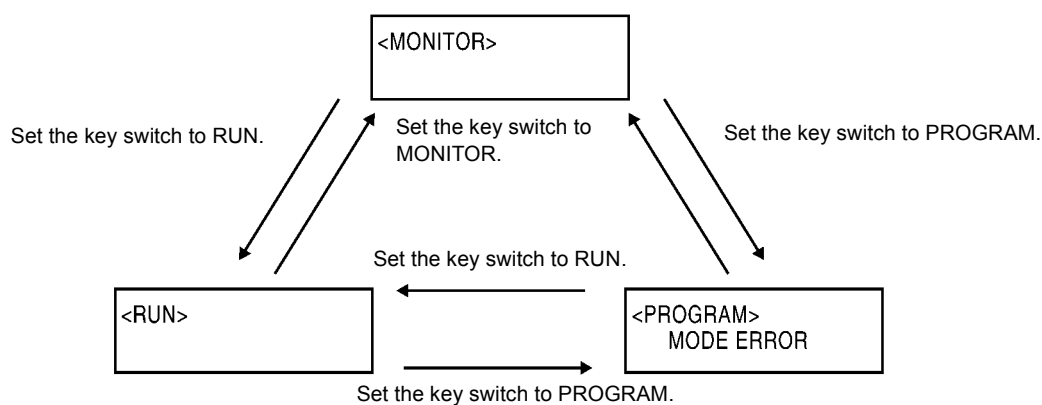 <MONITOR>
Set the key switch to RUN.
Set the key switch to
MONITOR.
Set the key switch to PROGRAM.
Set the key switch to RUN.
<RUN>
<PROGRAM>
MODE ERROR
Set the key switch to PROGRAM.